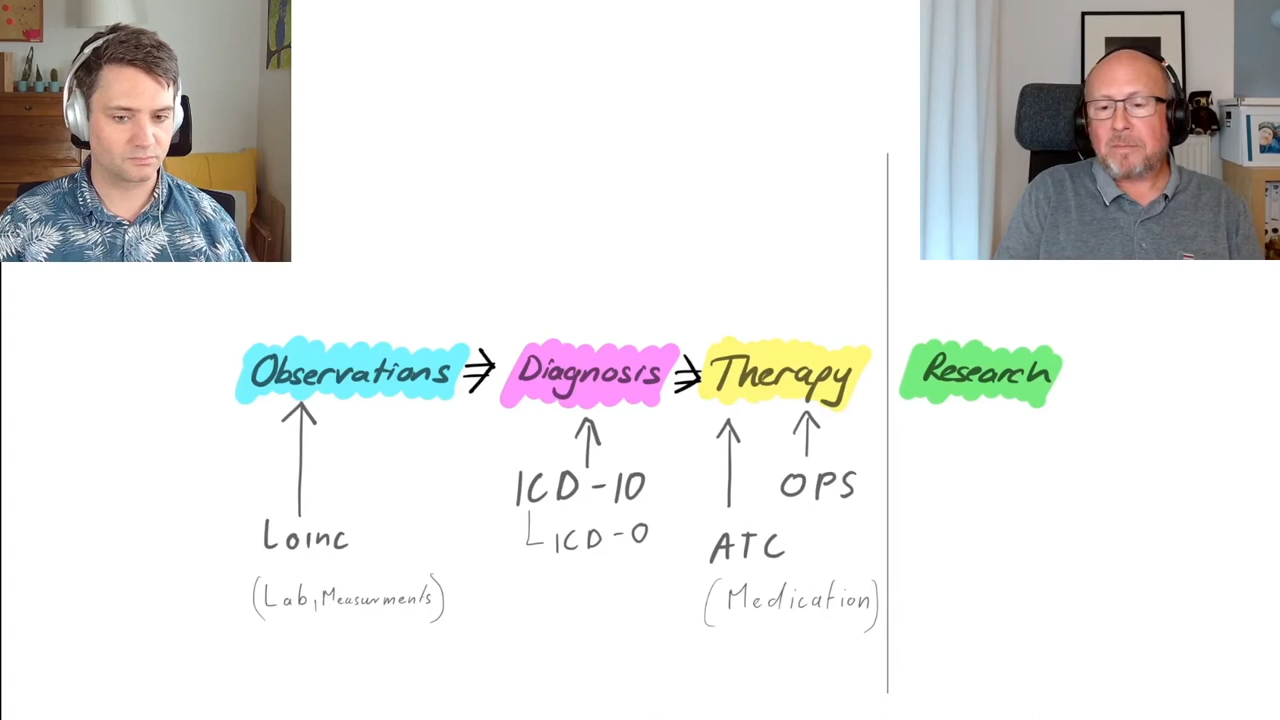 Observations ⇒ Diagnosis ⇒ Therapy Research
ICD-10
OPS
Loinc
ICD-O
ATC
(Lab, Measurments)
(Medication)